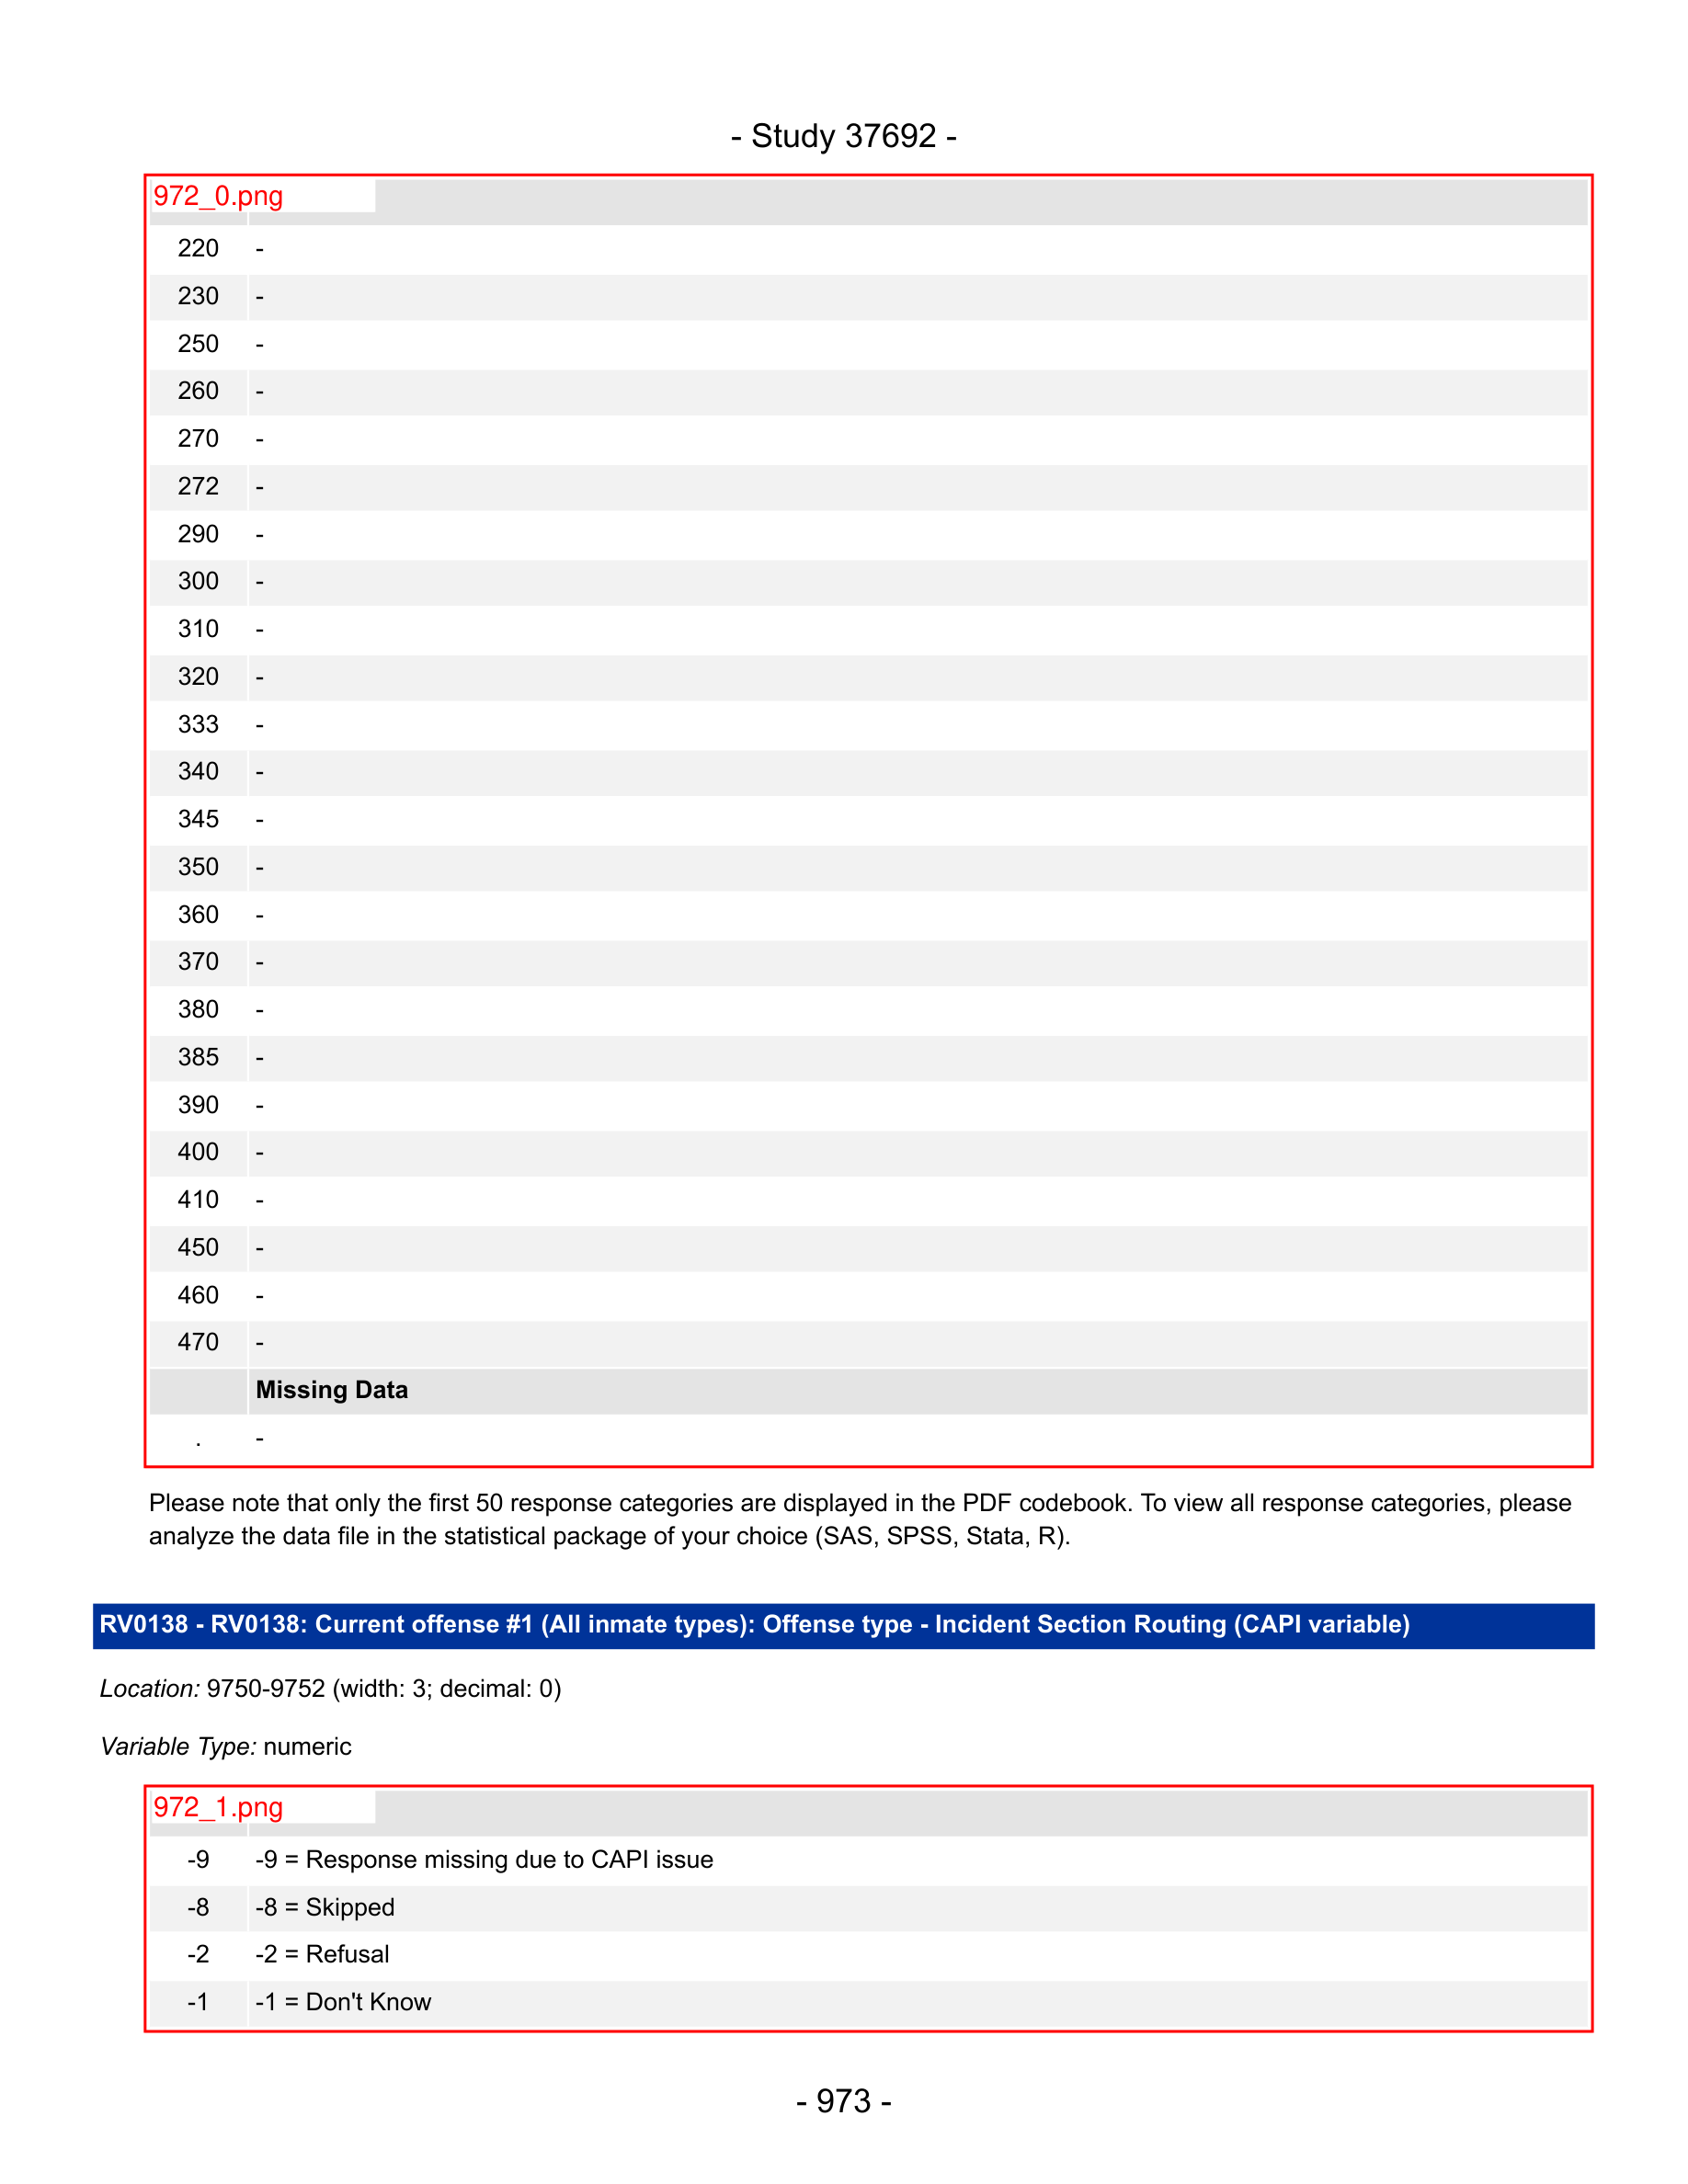 - Study 37692 -
972_0.png
220 -
230 -
250 -
260 -
270 -
272 -
290 -
300 -
310 -
320 -
333 -
340 -
345 -
350 -
360 -
370 -
380 -
385 -
390 -
400 -
410 -
450 -
460 -
470 -
Missing Data
. -
Please note that only the first 50 response categories are displayed in the PDF codebook. To view all response categories, please
analyze the data file in the statistical package of your choice (SAS, SPSS, Stata, R).
RV0138 - RV0138: Current offense #1 (All inmate types): Offense type - Incident Section Routing (CAPI variable)
Location: 9750-9752 (width: 3; decimal: 0)
Variable Type: numeric
972_1.png
-9 -9 = Response missing due to CAPI issue
-8 -8 = Skipped
-2 -2 = Refusal
-1 -1 = Don't Know
- 973 -